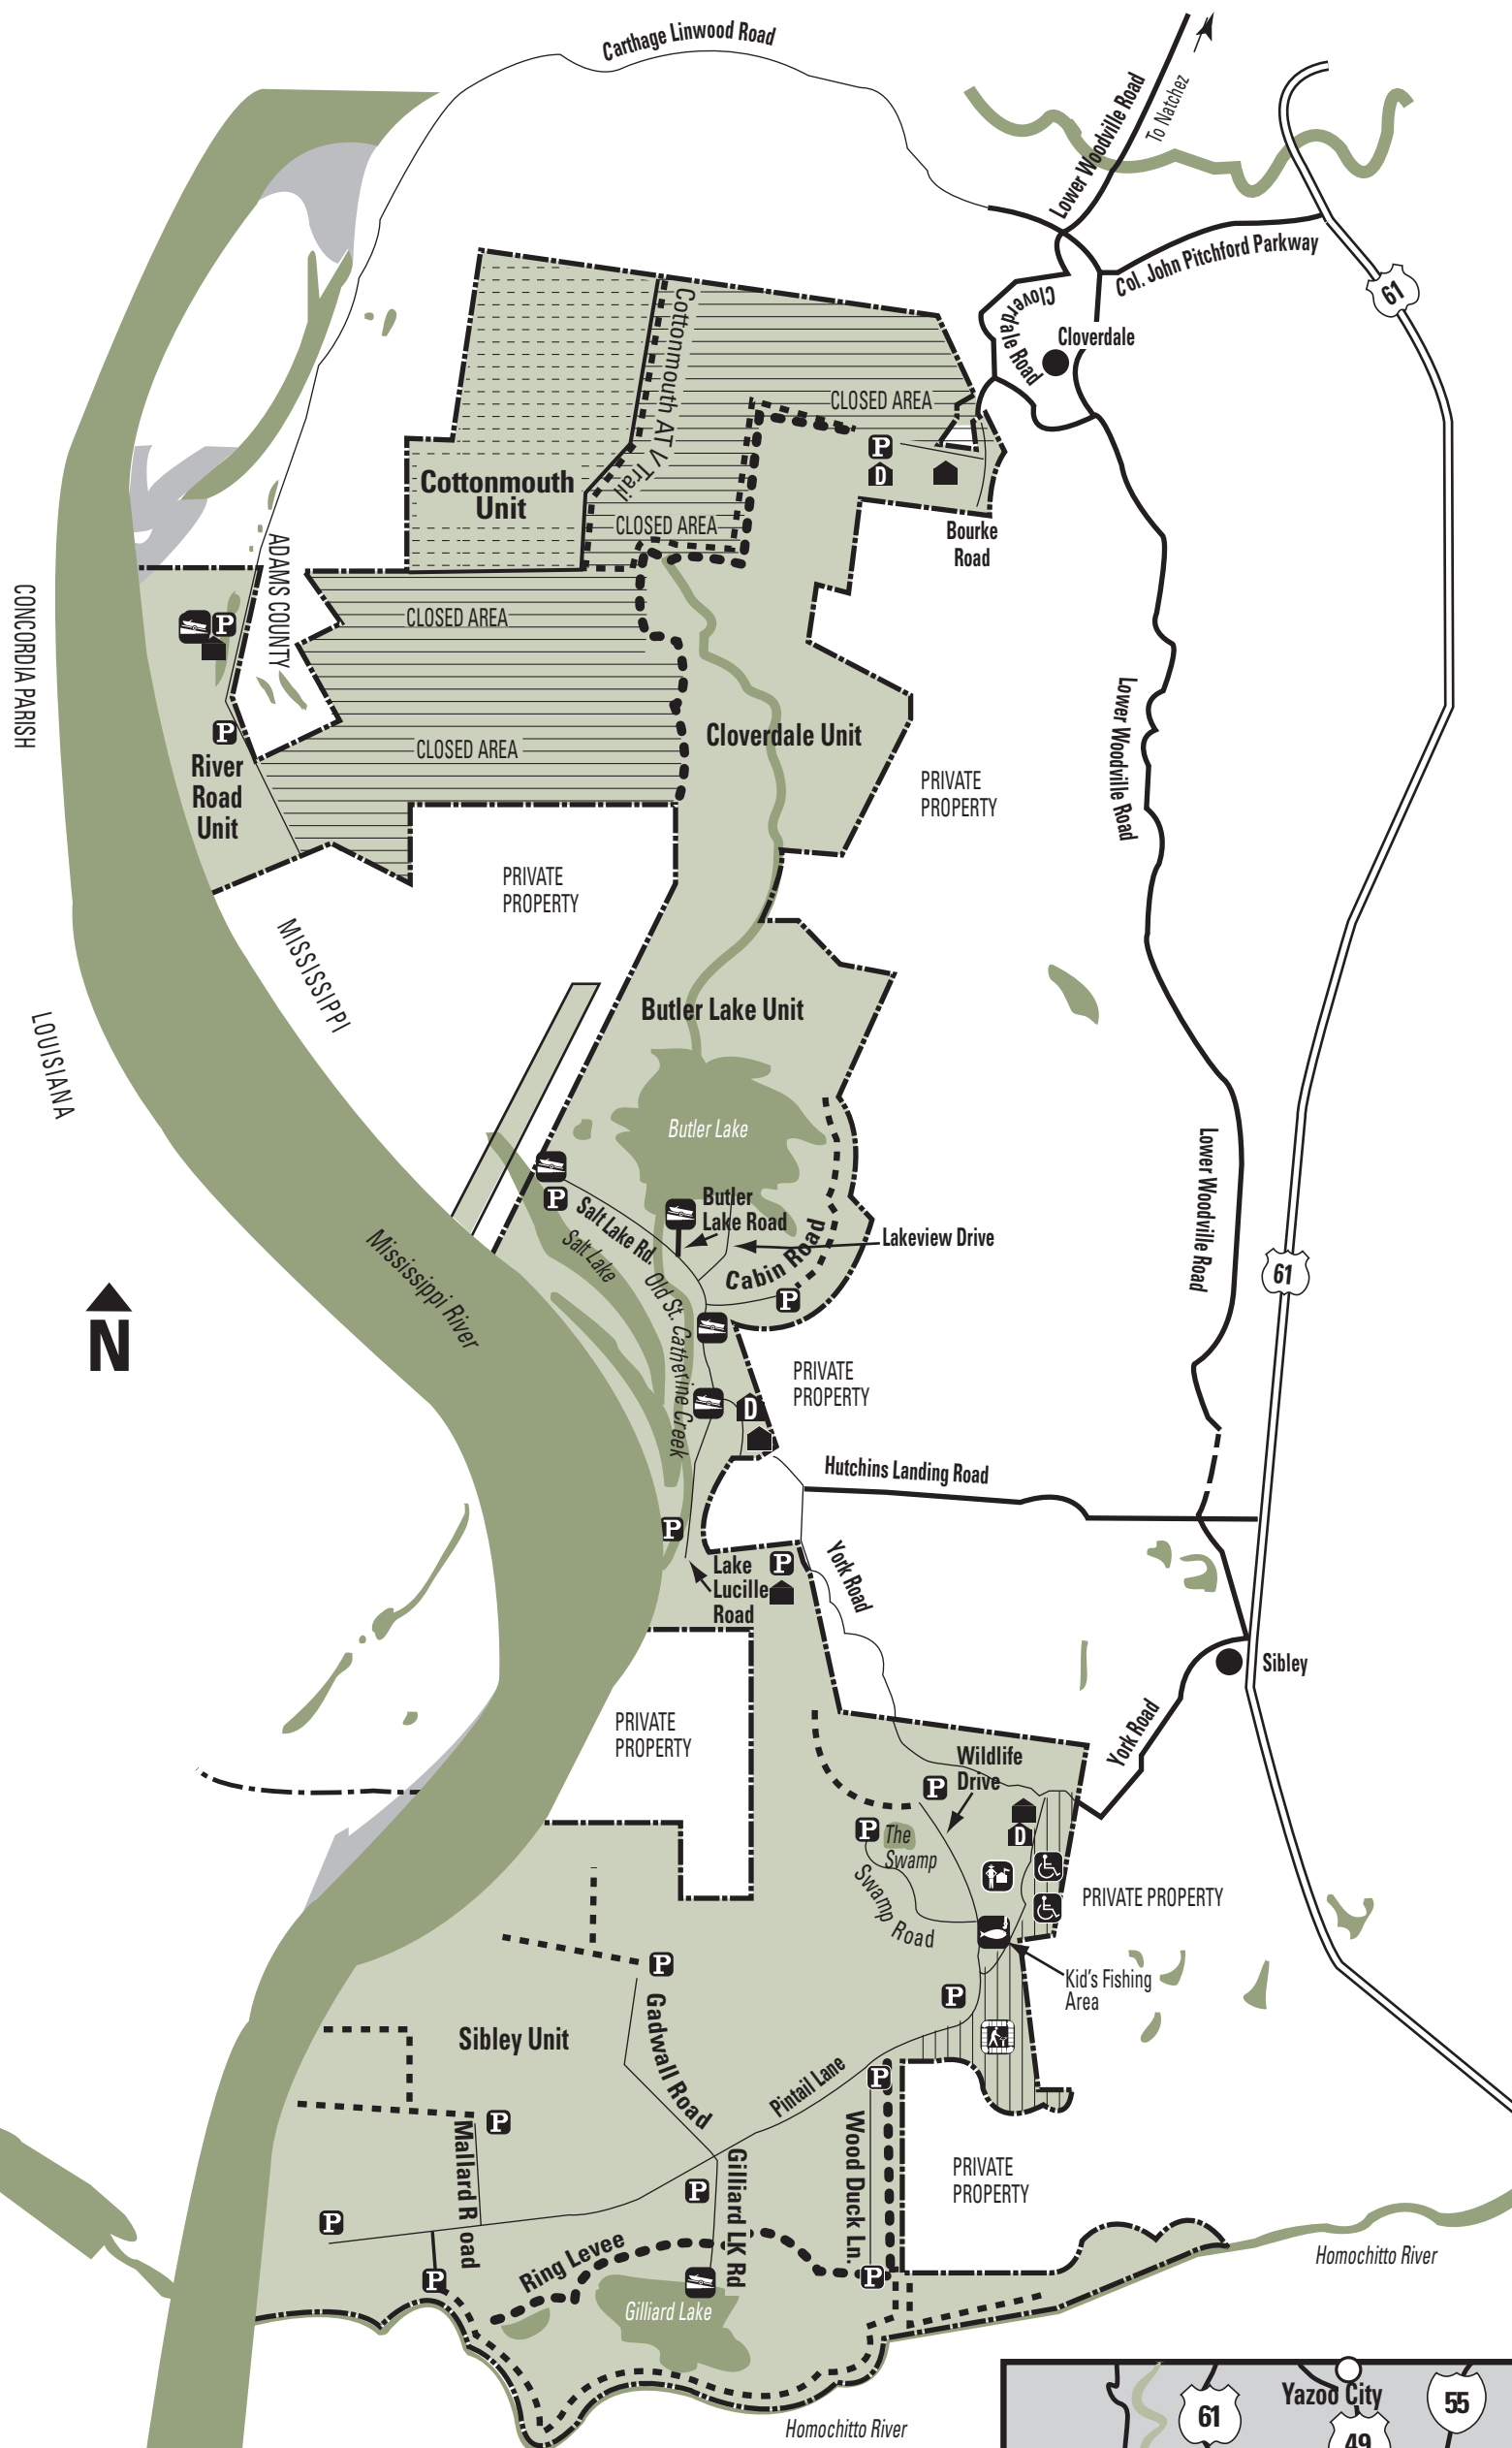 Carthage Linwood Road
Lower Woodville Road
To Natchez
Col. John Pitchford Parkway
61
Cloverdale Road
Cloverdale
Cottonmouth ATV Trail
CLOSED AREA
P
D
Cottonmouth
Unit
CLOSED AREA
Bourke
Road
ADAMS COUNTY
CONCORDIA PARISH
CLOSED AREA
P
P
CLOSED AREA
River
Road
Unit
Cloverdale Unit
PRIVATE
PROPERTY
Lower Woodville Road
PRIVATE
PROPERTY
MISSISSIPPI
LOUISIANA
Butler Lake Unit
Butler Lake
P
Salt Lake Rd.
Salt Lake
Butler
Lake Road
Lakeview Drive
Cabin Road
P
Lower Woodville Road
61
Mississippi River
Old St. Catherine Creek
N
PRIVATE
PROPERTY
D
Hutchins Landing Road
P
Lake
Lucille
Road
P
York Road
Sibley
York Road
PRIVATE
PROPERTY
Wildlife
Drive
P
P
The
Swamp
D
Swamp Road
PRIVATE PROPERTY
Kid's Fishing
Area
P
P
Gadwall Road
Sibley Unit
Pintail Lane
P
Wood Duck Ln.
P
Mallard R oad
Gilliard LK Rd
P
P
P
PRIVATE
PROPERTY
Ring Levee
P
Gilliard Lake
Homochitto River
Homochitto River
Yazoo City
61
49
55